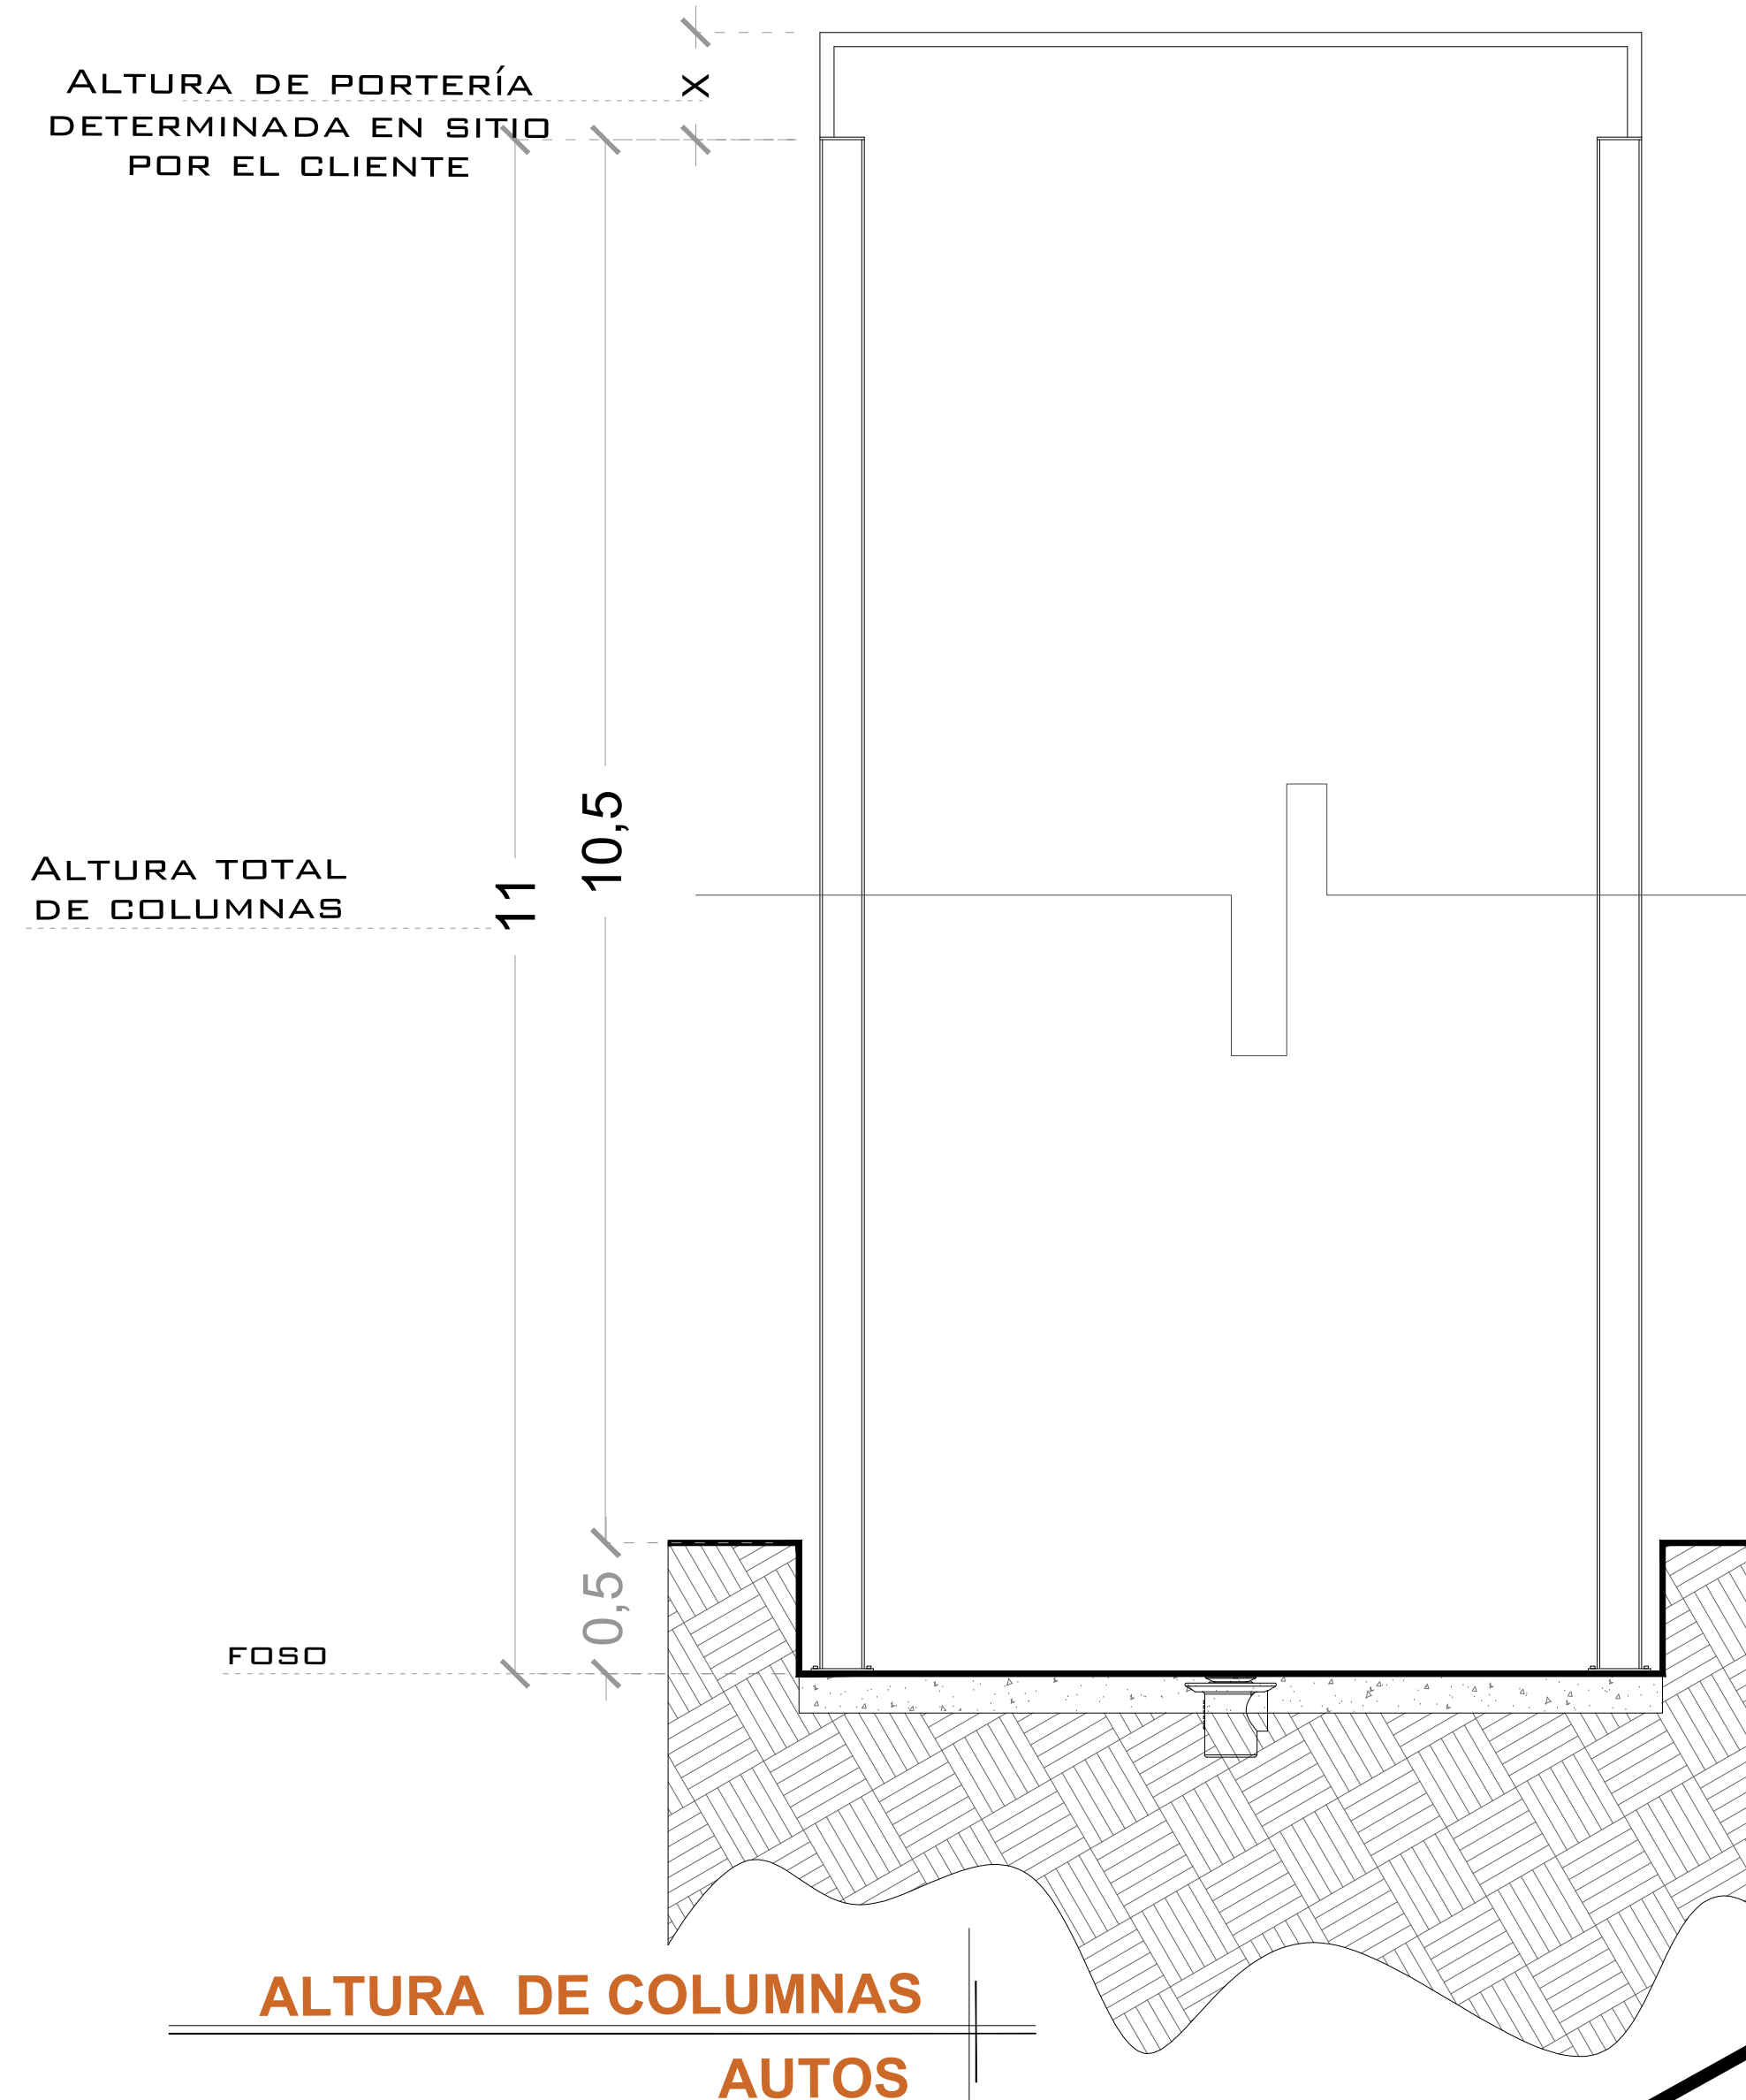 X
ALTURA DE PORTERÍA
DETERMINADA EN SITIO
POR EL CLIENTE
10,5
ALTURA TOTAL
DE COLUMNAS
11
0,5
FOSO
ALTURA DE COLUMNAS
AUTOS